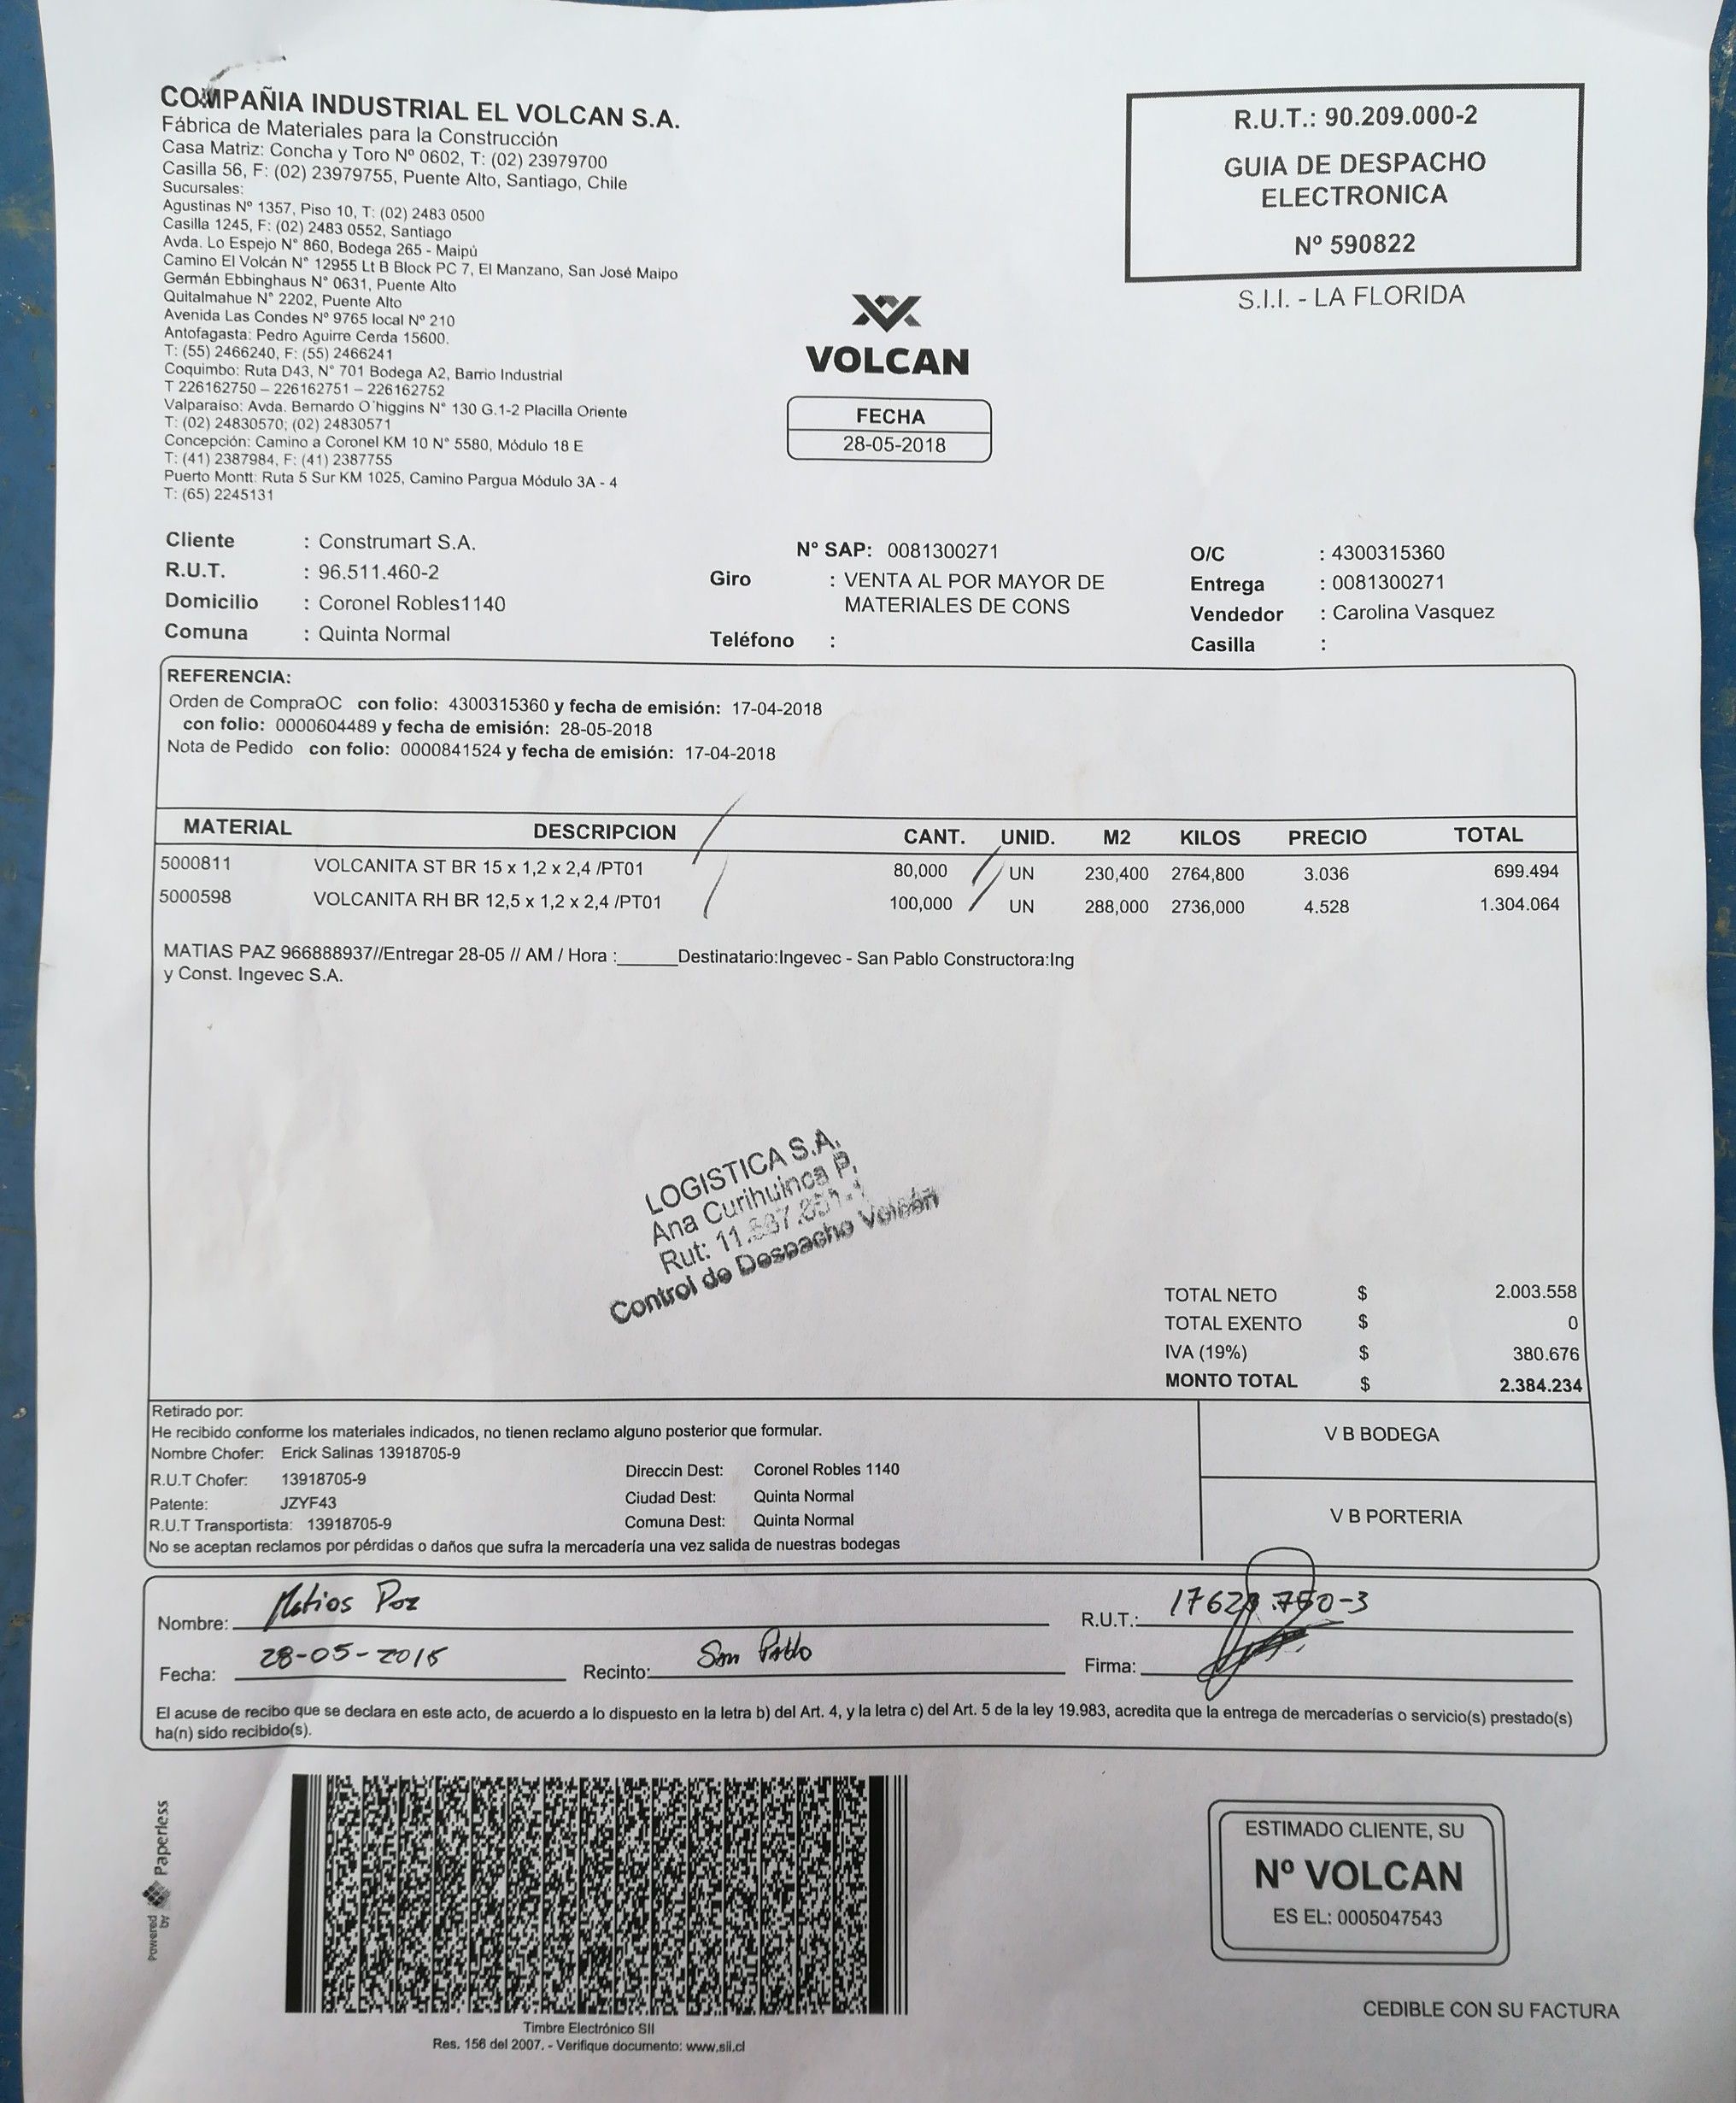 COMPAÑIA INDUSTRIAL EL VOLCAN S.A.
Fábrica de Materiales para la Construcción
Casa Matriz: Concha y Toro Nº 0602, T: (02) 23979700
Casilla 56, F: (02) 23979755, Puente Alto, Santiago, Chile
Sucursales:
Agustinas Nº 1357, Piso 10, T: (02) 2483 0500
Casilla 1245, F: (02) 2483 0552, Santiago
Avda. Lo Espejo N° 860, Bodega 265 - Maipú
Camino El Volcán N° 12955 Lt B Block PC 7, El Manzano, San José Maipo
Germán Ebbinghaus N° 0631, Puente Alto
Quitalmahue N° 2202, Puente Alto
Avenida Las Condes Nº 9765 local Nº 210
Antofagasta: Pedro Aguirre Cerda 15600.
T: (55) 2466240, F: (55) 2466241
Coquimbo: Ruta D43, N° 701 Bodega A2, Barrio Industrial
T 226162750 – 226162751 – 226162752
Valparaiso: Avda. Bernardo O´higgins N° 130 G.1-2 Placilla Oriente
T: (02) 24830570; (02) 24830571
Concepción: Camino a Coronel KM 10 N° 5580, Módulo 18 E
T: (41) 2387984, F: (41) 2387755
Puerto Montt: Ruta 5 Sur KM 1025, Camino Pargua Módulo 3A - 4
T: (65) 2245131
R.U.T.: 90.209.000-2
GUIA DE DESPACHO
ELECTRONICA
Nº 590822
S.I.I. - LA FLORIDA
VOLCAN
FECHA
28-05-2018
Cliente : Construmart S.A.
R.U.T. : 96.511.460-2
Domicilio : Coronel Robles1140
Comuna : Quinta Normal
Nº SAP: 0081300271
Giro : VENTA AL POR MAYOR DE
MATERIALES DE CONS
Teléfono :
O/C : 4300315360
Entrega : 0081300271
Vendedor : Carolina Vasquez
Casilla :
REFERENCIA:
Orden de CompraOC con folio: 4300315360 y fecha de emisión: 17-04-2018
con folio: 0000604489 y fecha de emisión: 28-05-2018
Nota de Pedido con folio: 0000841524 y fecha de emisión: 17-04-2018
MATERIAL DESCRIPCION CANT. UNID. M2 KILOS PRECIO TOTAL
5000811 VOLCANITA ST BR 15 x 1,2 x 2,4 /PT01 80,000 UN 230,400 2764,800 3.036 699.494
5000598 VOLCANITA RH BR 12,5 x 1,2 x 2,4 /PT01 100,000 UN 288,000 2736,000 4.528 1.304.064
MATIAS PAZ 966888937//Entregar 28-05 // AM / Hora :______Destinatario:Ingevec - San Pablo Constructora:Ing
y Const. Ingevec S.A.
LOGISTICA S.A.
Ana Curihuinca P.
Rut:
Control de Despacho Volcán
TOTAL NETO $ 2.003.558
TOTAL EXENTO $ 0
IVA (19%) $ 380.676
MONTO TOTAL $ 2.384.234
Retirado por:
He recibido conforme los materiales indicados, no tienen reclamo alguno posterior que formular.
Nombre Chofer: Erick Salinas 13918705-9
R.U.T Chofer: 13918705-9
Patente: JZYF43
R.U.T Transportista: 13918705-9
Direccin Dest: Coronel Robles 1140
Ciudad Dest: Quinta Normal
Comuna Dest: Quinta Normal
No se aceptan reclamos por pérdidas o daños que sufra la mercadería una vez salida de nuestras bodegas
V B BODEGA
V B PORTERIA
Nombre: Matias Paz
R.U.T.:
Fecha: 28-05-2018
Recinto: San Pablo
Firma:
El acuse de recibo que se declara en este acto, de acuerdo a lo dispuesto en la letra b) del Art. 4, y la letra c) del Art. 5 de la ley 19.983, acredita que la entrega de mercaderías o servicio(s) prestado(s)
ha(n) sido recibido(s).
Powered by Paperless
Timbre Electrónico SII
Res. 156 del 2007. - Verifique documento: www.sii.cl
ESTIMADO CLIENTE, SU
Nº VOLCAN
ES EL: 0005047543
CEDIBLE CON SU FACTURA